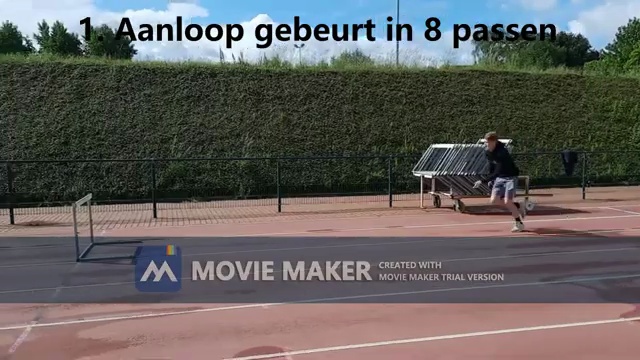 1. Aanloop gebeurt in 8 passen
MOVIE MAKER
CREATED WITH
MOVIE MAKER TRIAL VERSION